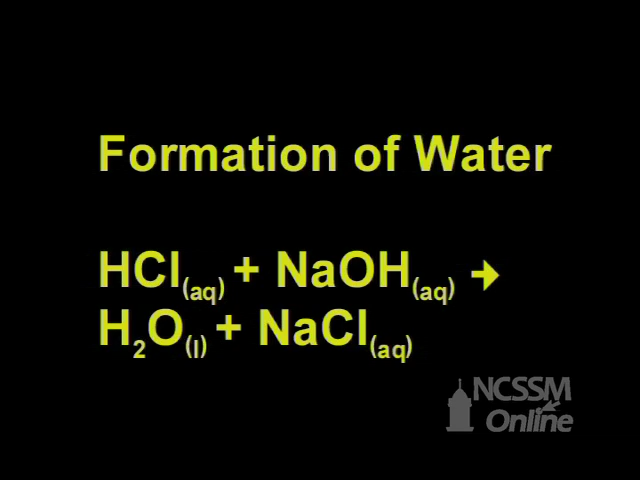 Formation of Water
HCl(aq) + NaOH(aq) →
H₂O(l) + NaCl(aq)
NCSSM
Online